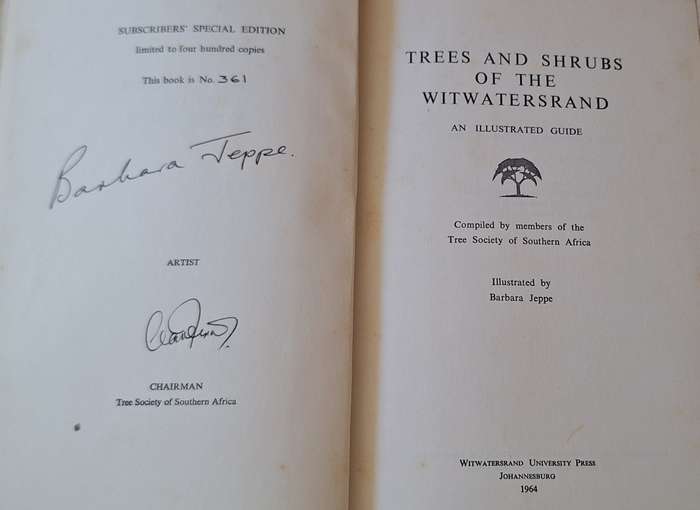 SUBSCRIBERS' SPECIAL EDITION
limited to four hundred copies
This book is No. 361
Barbara Jeppe.
ARTIST
CHAIRMAN
Tree Society of Southern Africa
TREES AND SHRUBS
OF THE
WITWATERSRAND
AN ILLUSTRATED GUIDE
Compiled by members of the
Tree Society of Southern Africa
Illustrated by
Barbara Jeppe
WITWATERSRAND UNIVERSITY PRESS
JOHANNESBURG
1964